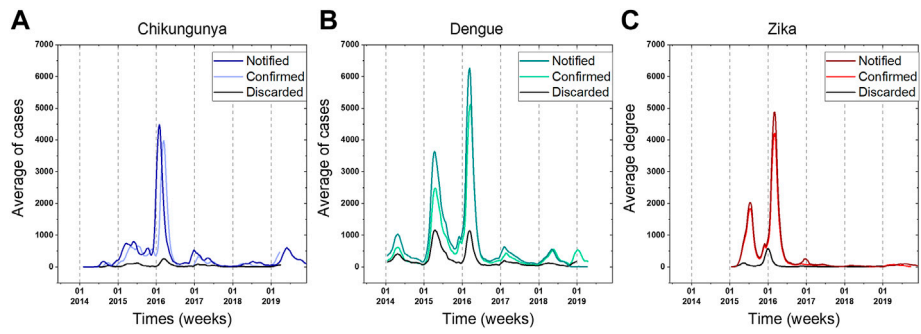 A
Chikungunya
7000
6000
5000
4000
3000
2000
1000
0
Average of cases
Notified
Confirmed
Discarded
01 01 01 01 01 01
2014 2015 2016 2017 2018 2019
Times (weeks)
B
Dengue
7000
6000
5000
4000
3000
2000
1000
0
Average of cases
Notified
Confirmed
Discarded
01 01 01 01 01 01
2014 2015 2016 2017 2018 2019
Time (weeks)
C
Zika
7000
6000
5000
4000
3000
2000
1000
0
Average degree
Notified
Confirmed
Discarded
01 01 01 01 01 01
2014 2015 2016 2017 2018 2019
Time (weeks)